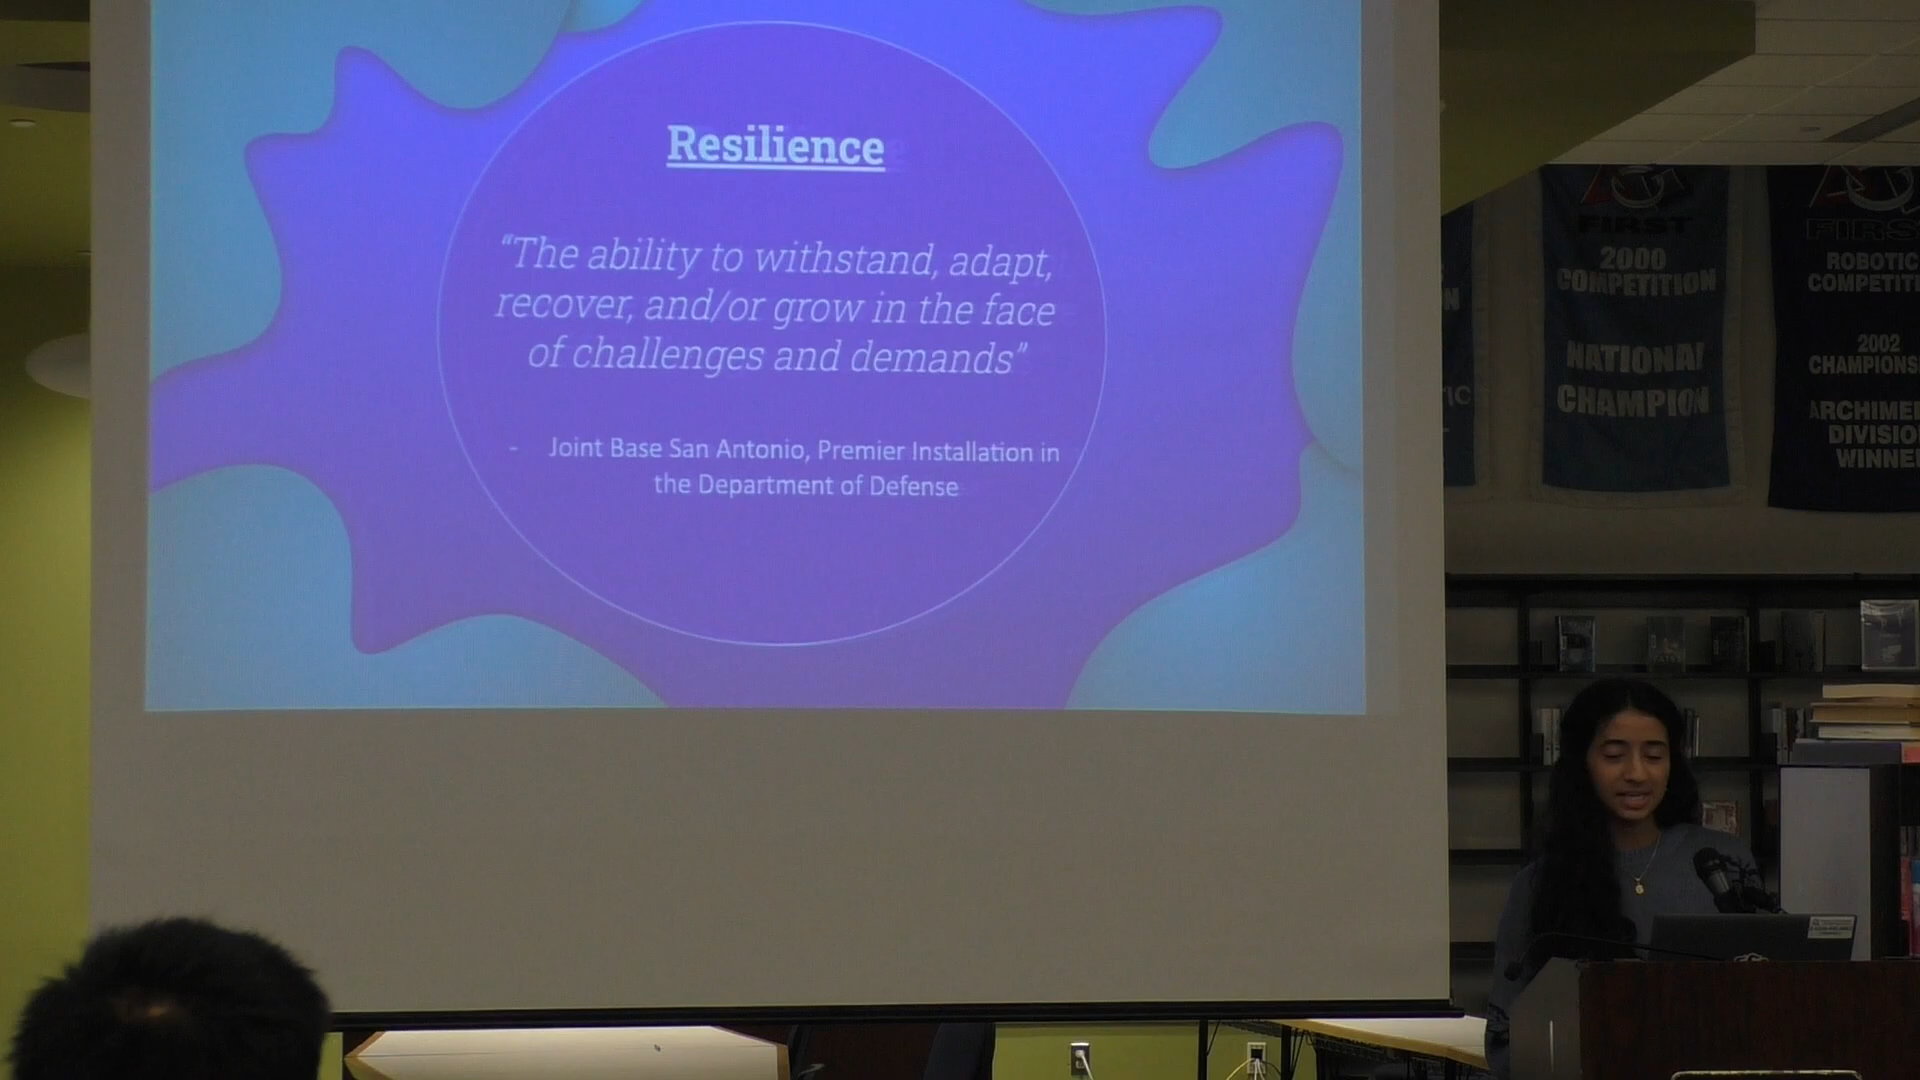 Resilience
“The ability to withstand, adapt,
recover, and/or grow in the face
of challenges and demands”
- Joint Base San Antonio, Premier Installation in
the Department of Defense
FIRST
2000
COMPETITION
NATIONAL
CHAMPION
FIRST
ROBOTIC
COMPETITI
2002
CHAMPIONS
ARCHIME
DIVISIO
WINNE